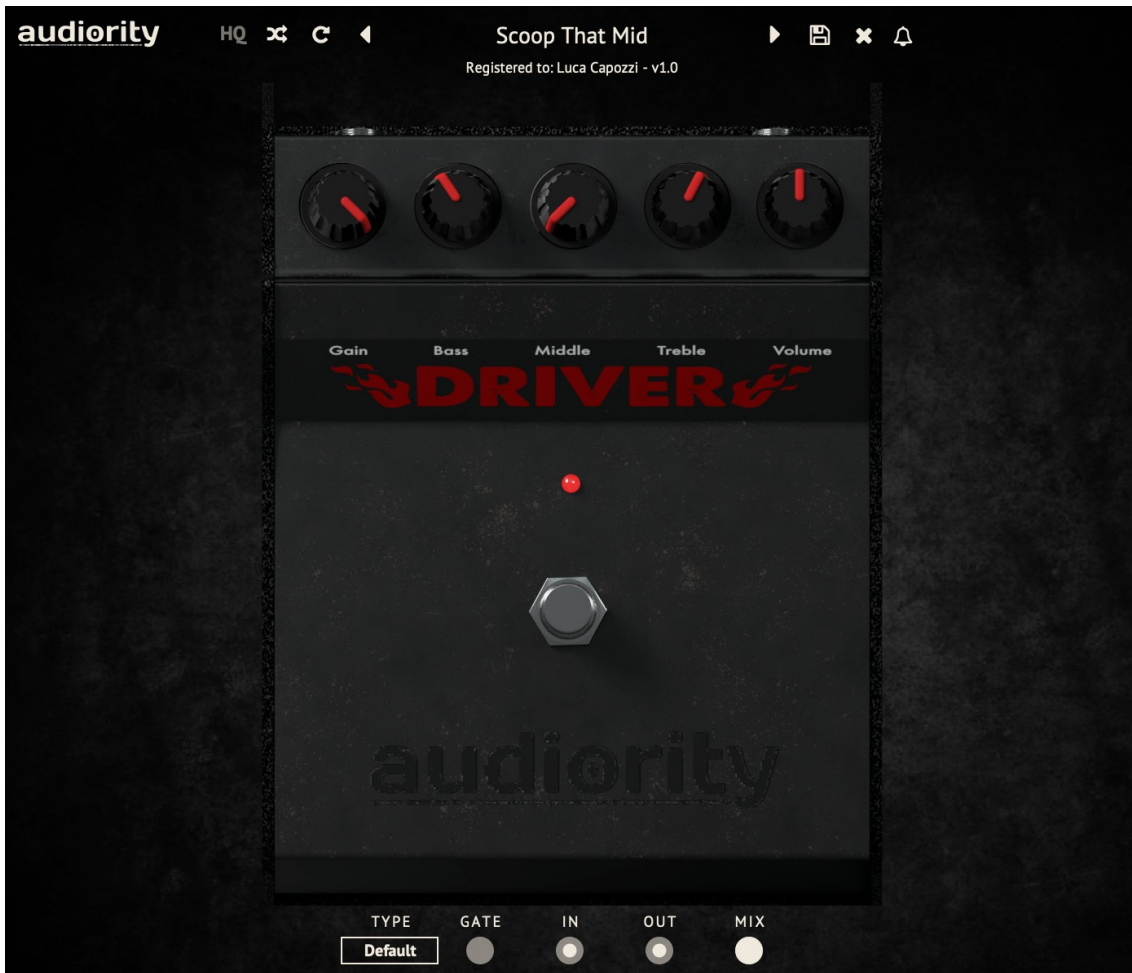 audiority HQ Scoop That Mid
Registered to: Luca Capozzi - v1.0
Gain Bass Middle Treble Volume
DRIVER
audiority
TYPE GATE IN OUT MIX
Default